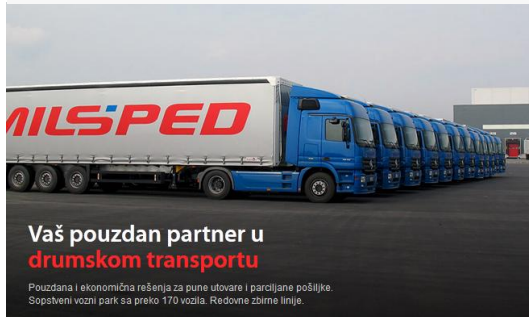 MILSPED
Vaš pouzdan partner u
drumskom transportu
Pouzdana i ekonomična rešenja za pune utovare i parcijalne pošiljke.
Sopstveni vozni park sa preko 170 vozila. Redovne zbirne linije.